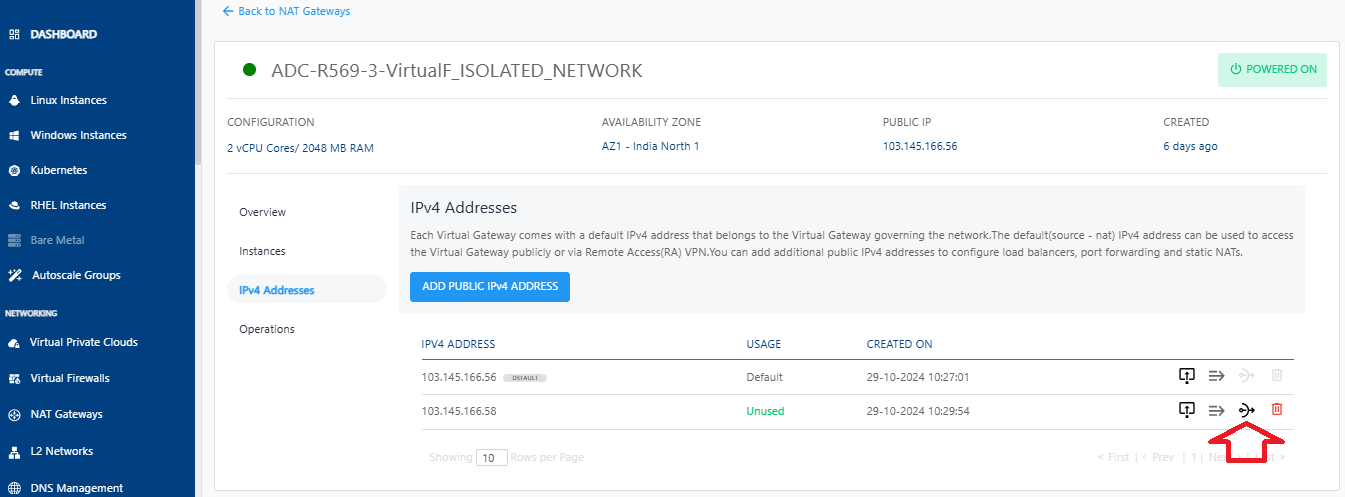 Back to NAT Gateways
DASHBOARD
COMPUTE
Linux Instances
Windows Instances
Kubernetes
RHEL Instances
Bare Metal
Autoscale Groups
NETWORKING
Virtual Private Clouds
Virtual Firewalls
NAT Gateways
L2 Networks
DNS Management
ADC-R569-3-VirtualF_ISOLATED_NETWORK
POWERED ON
CONFIGURATION
2 vCPU Cores/ 2048 MB RAM
AVAILABILITY ZONE
AZ1 - India North 1
PUBLIC IP
103.145.166.56
CREATED
6 days ago
Overview
Instances
IPv4 Addresses
Operations
IPv4 Addresses
Each Virtual Gateway comes with a default IPv4 address that belongs to the Virtual Gateway governing the network.The default(source - nat) IPv4 address can be used to access
the Virtual Gateway publicly or via Remote Access(RA) VPN.You can add additional public IPv4 addresses to configure load balancers, port forwarding and static NATs.
ADD PUBLIC IPv4 ADDRESS
IPV4 ADDRESS USAGE CREATED ON
103.145.166.56 DEFAULT Default 29-10-2024 10:27:01
103.145.166.58 Unused 29-10-2024 10:29:54
Showing 10 Rows per Page
« First | ‹ Prev | 1 |